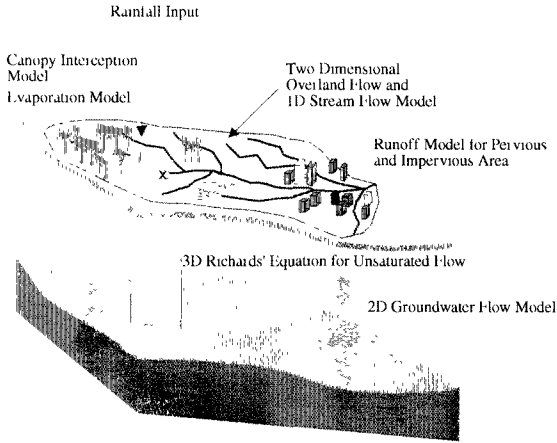 Rainfall Input
Canopy Interception
Model
Evaporation Model
Two Dimensional
Overland Flow and
1D Stream Flow Model
Runoff Model for Pervious
and Impervious Area
X
3D Richards' Equation for Unsaturated Flow
2D Groundwater Flow Model